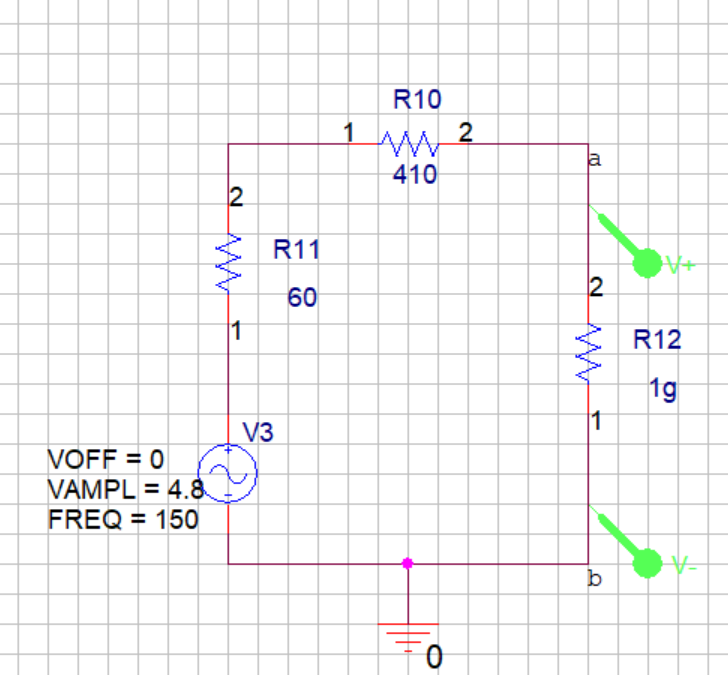 R10
1
2
410
a
2
R11
V+
60
2
1
R12
1g
1
V3
VOFF = 0
VAMPL = 4.8
FREQ = 150
V-
b
0